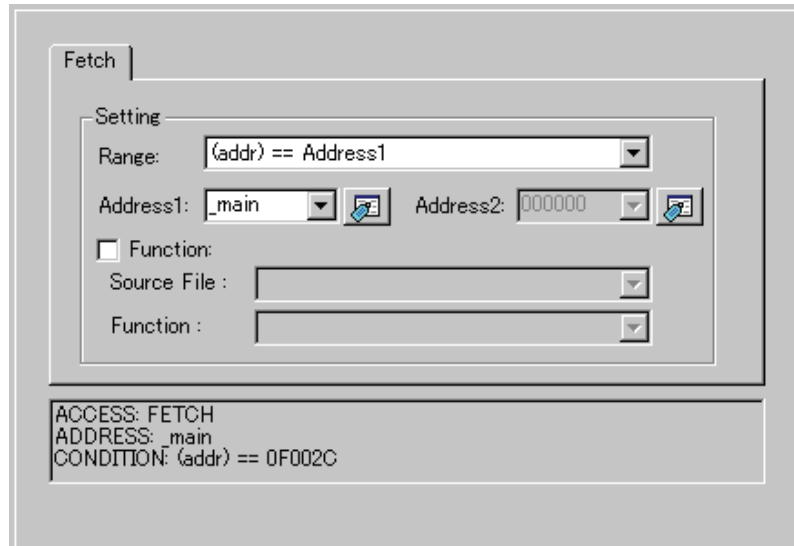 Fetch
Setting
Range: (addr) == Address1
Address1: _main Address2: 000000
Function:
Source File :
Function :
ACCESS: FETCH
ADDRESS: _main
CONDITION: (addr) == 0F002C